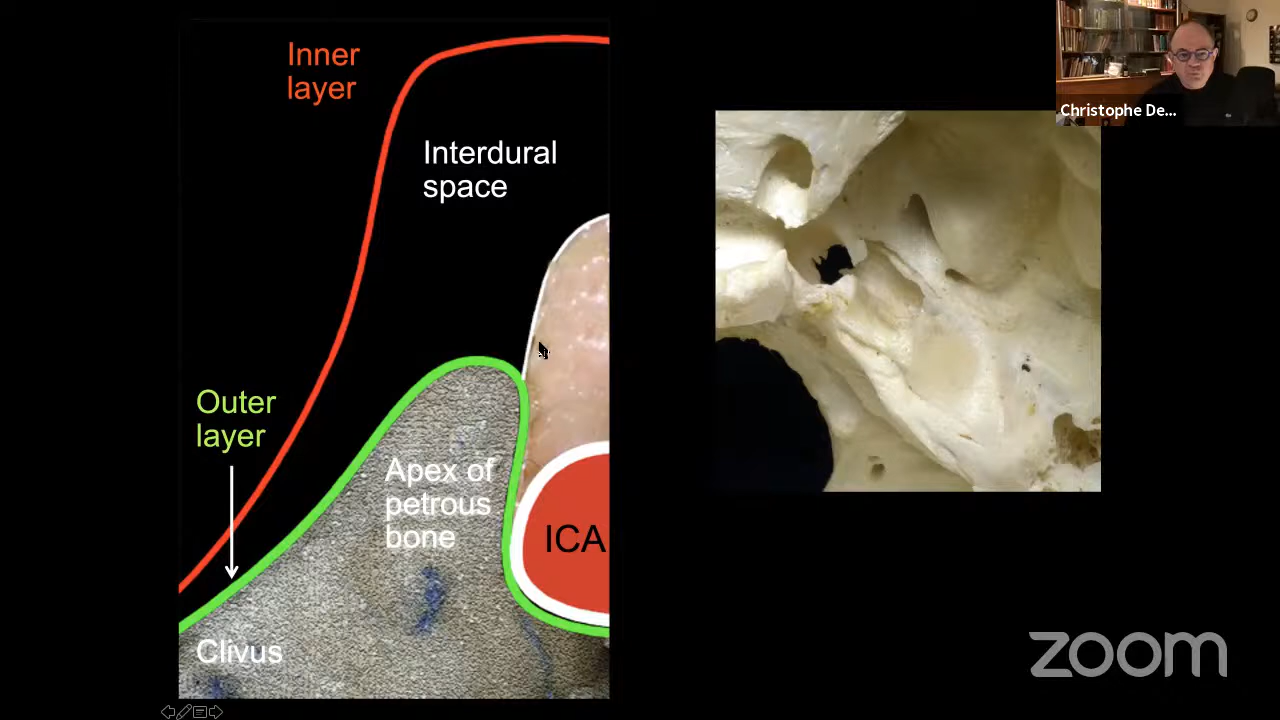 Inner
layer
Interdural
space
Outer
layer
Apex of
petrous
bone
ICA
Clivus
Christophe De...
zoom